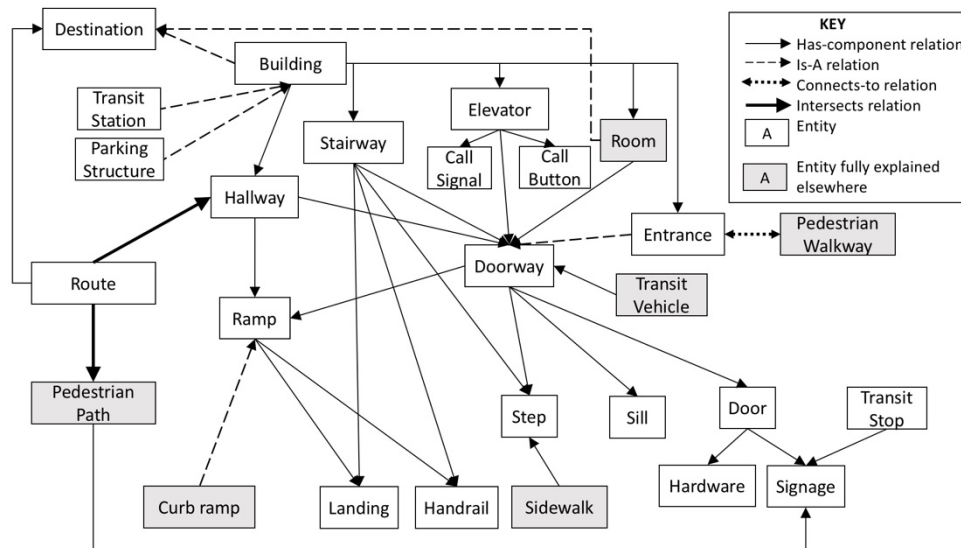 KEY
Has-component relation
Is-A relation
Connects-to relation
Intersects relation
A
Entity
A
Entity fully explained
elsewhere
Destination
Building
Transit
Station
Parking
Structure
Stairway
Elevator
Call
Signal
Call
Button
Room
Hallway
Entrance
Pedestrian
Walkway
Route
Doorway
Transit
Vehicle
Ramp
Pedestrian
Path
Step
Sill
Door
Transit
Stop
Curb ramp
Landing
Handrail
Sidewalk
Hardware
Signage